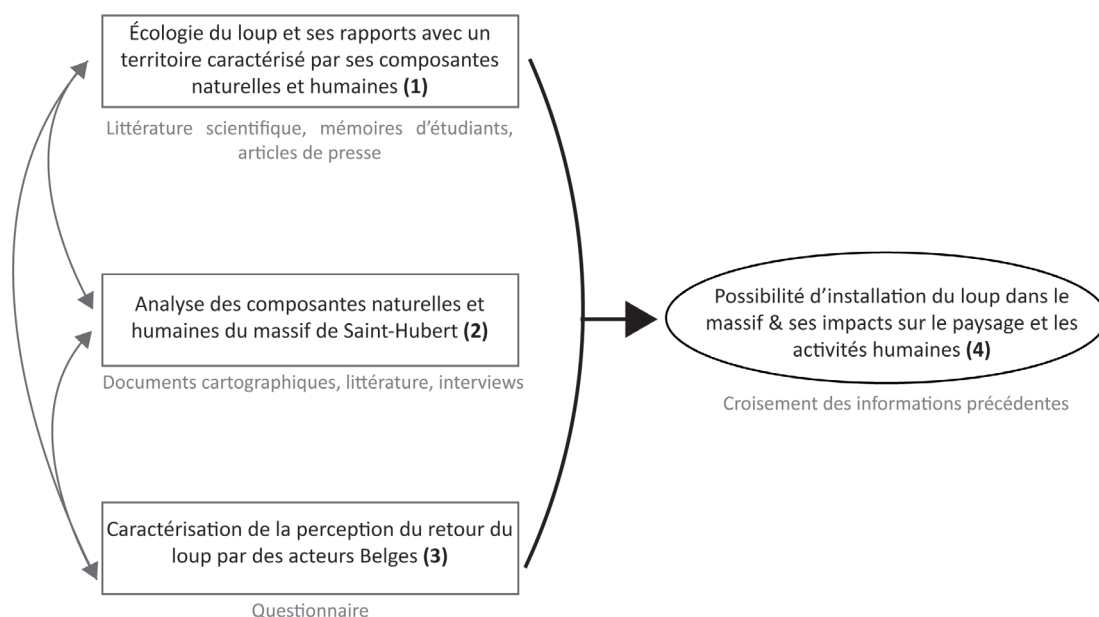 Écologie du loup et ses rapports avec un
territoire caractérisé par ses composantes
naturelles et humaines (1)
Littérature scientifique, mémoires d'étudiants,
articles de presse
Analyse des composantes naturelles et
humaines du massif de Saint-Hubert (2)
Documents cartographiques, littérature, interviews
Caractérisation de la perception du retour du
loup par des acteurs Belges (3)
Questionnaire
Possibilité d'installation du loup dans le
massif & ses impacts sur le paysage et les
activités humaines (4)
Croisement des informations précédentes